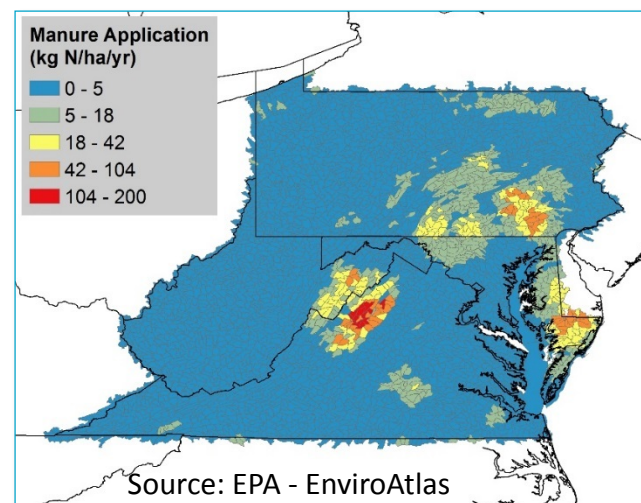 Manure Application
(kg N/ha/yr)
0 - 5
5 - 18
18 - 42
42 - 104
104 - 200
Source: EPA - EnviroAtlas